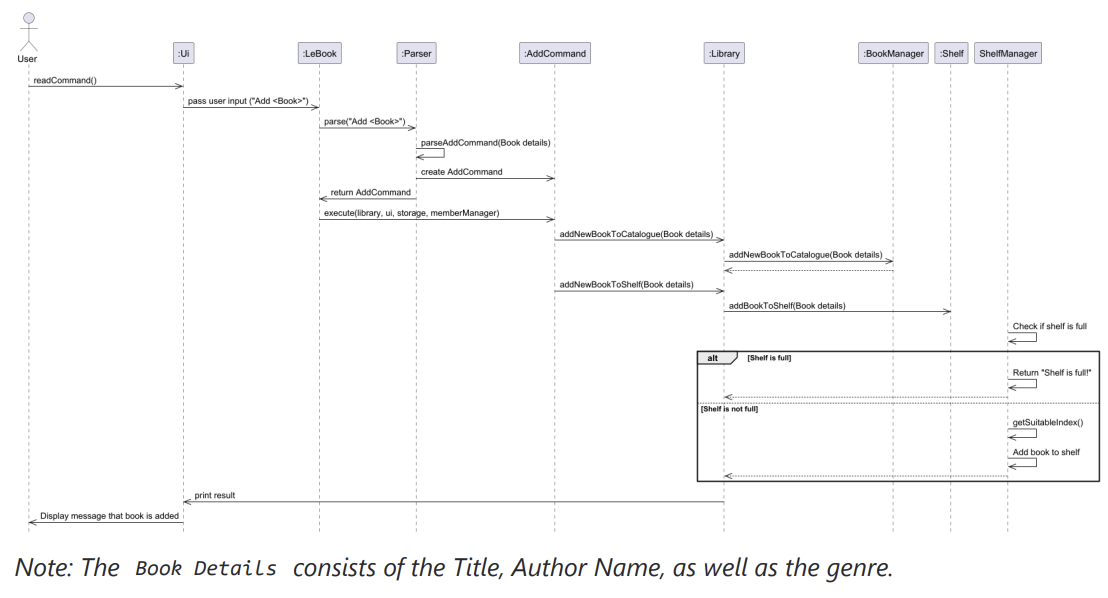 User
:Ui
:LeBook
:Parser
:AddCommand
:Library
:BookManager
:Shelf
ShelfManager
readCommand()
pass user input ("Add <Book>")
parse("Add <Book>")
parseAddCommand(Book details)
create AddCommand
return AddCommand
execute(library, ui, storage, memberManager)
addNewBookToCatalogue(Book details)
addNewBookToCatalogue(Book details)
addNewBookToShelf(Book details)
addBookToShelf(Book details)
Check if shelf is full
alt [Shelf is full]
Return "Shelf is full!"
[Shelf is not full]
getSuitableIndex()
Add book to shelf
print result
Display message that book is added
Note: The Book Details consists of the Title, Author Name, as well as the genre.